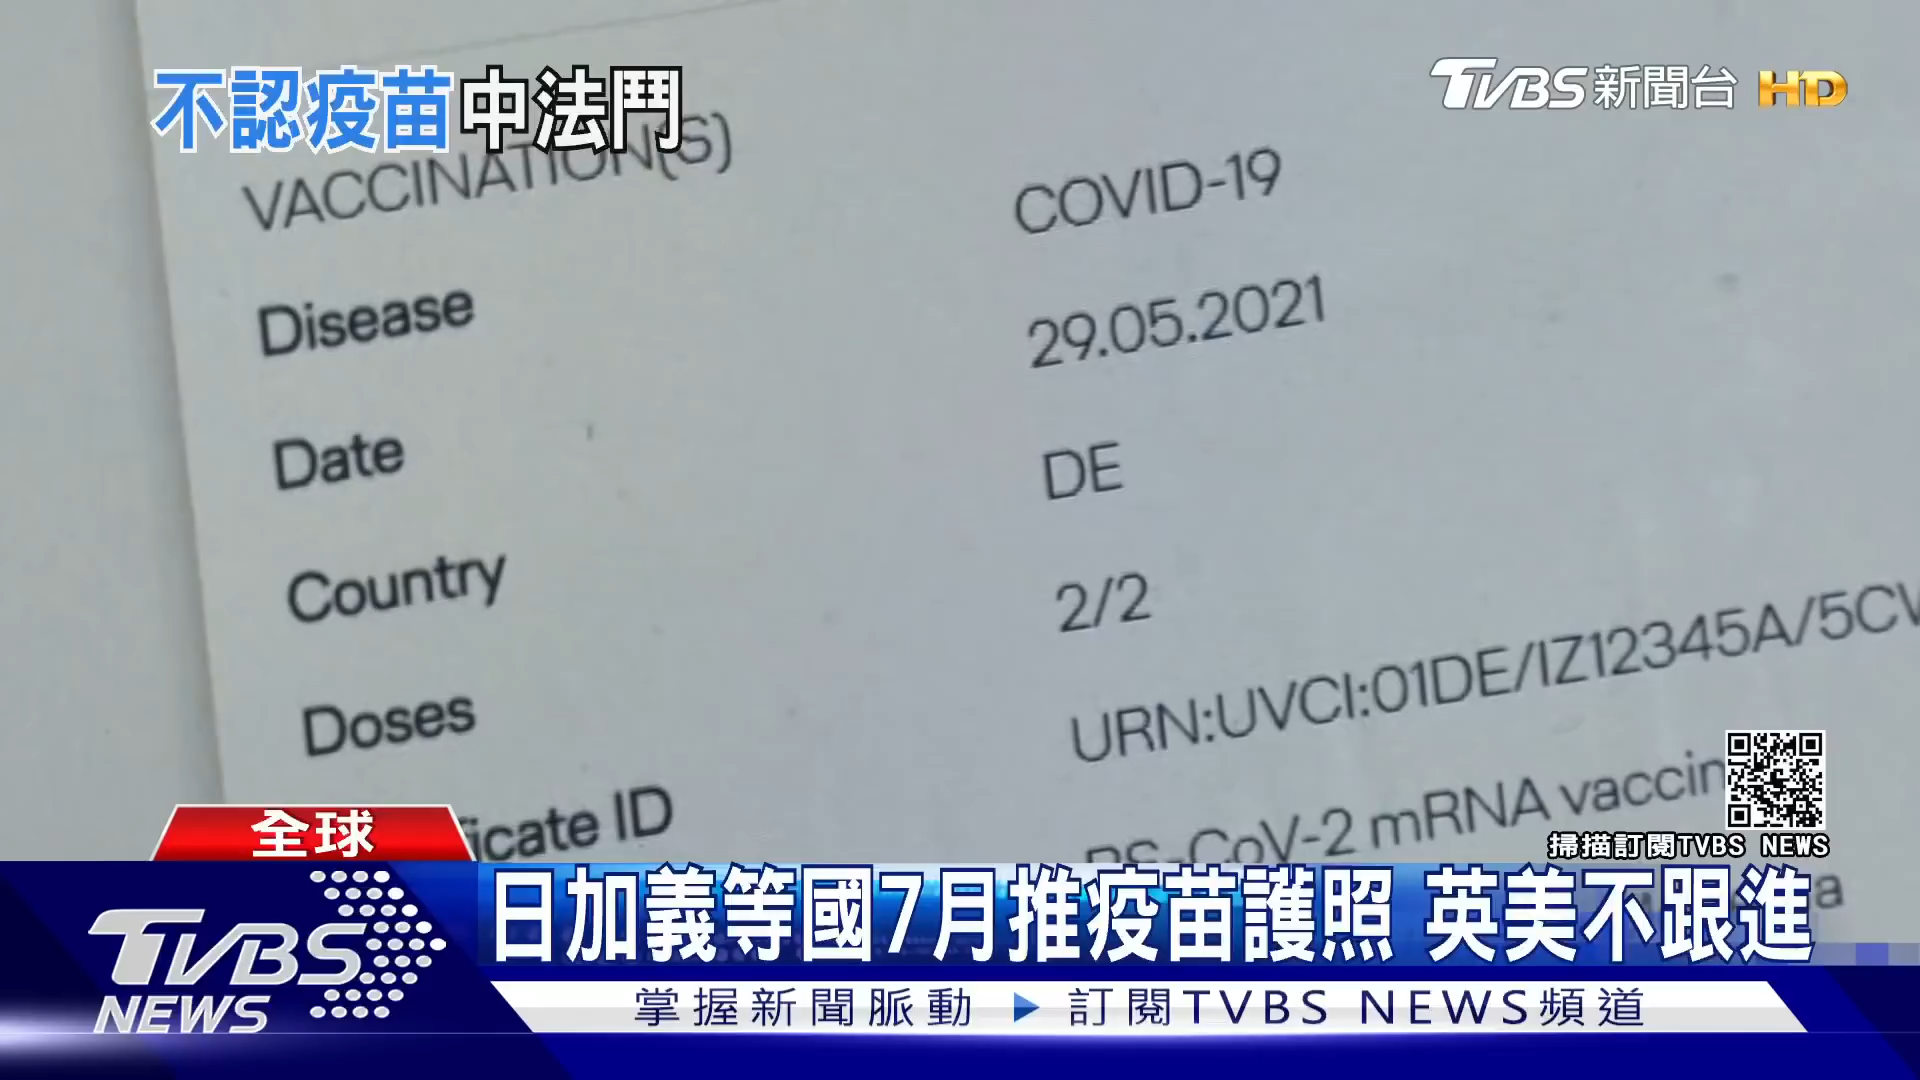 不認疫苗中法鬥
TVBS新聞台 HD
VACCINATION(S)
Disease COVID-19
Date 29.05.2021
Country DE
Doses 2/2
icate ID URN:UVCI:01DE/IZ12345A/5C
CoV-2 mRNA vaccin
掃描訂閱TVBS NEWS
全球
日加義等國7月推疫苗護照 英美不跟進
TVBS NEWS
掌握新聞脈動 ▶ 訂閱TVBS NEWS頻道